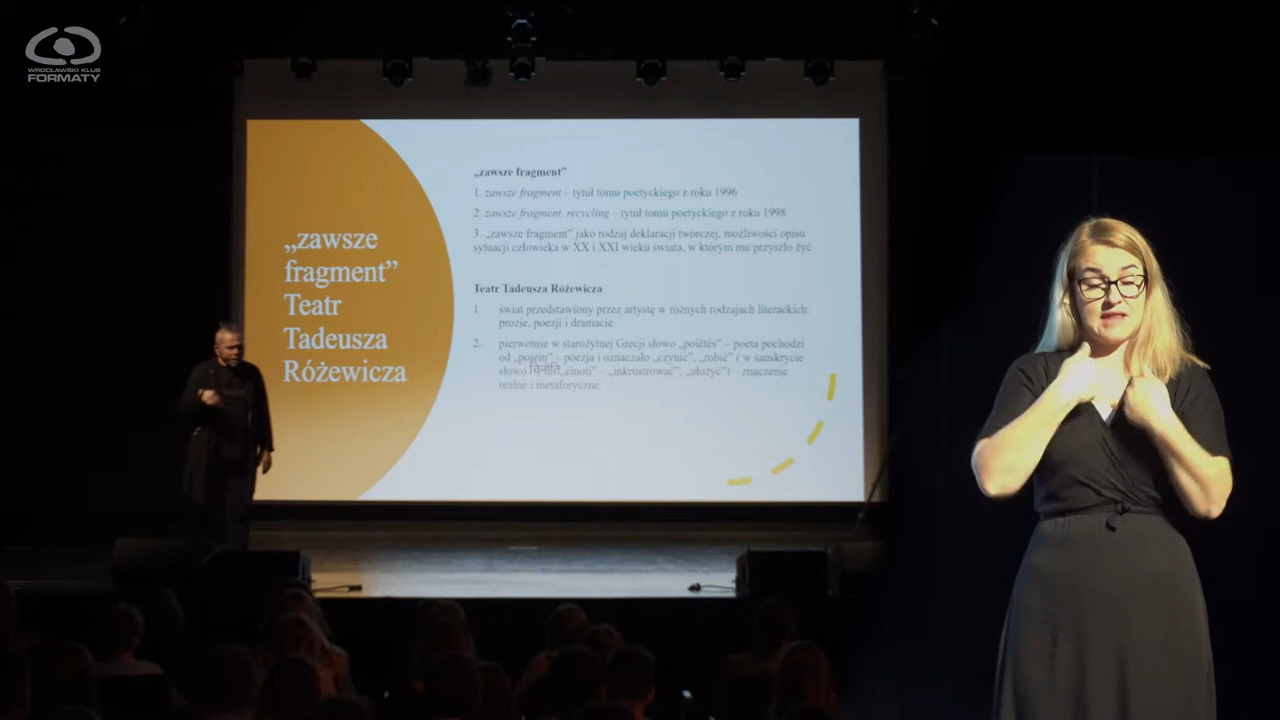 WROCŁAWSKI KLUB
FORMATY
„zawsze
fragment”
Teatr
Tadeusza
Różewicza
„zawsze fragment”
1. zawsze fragment – tytuł tomu poetyckiego z roku 1996
2. zawsze fragment. recycling – tytuł tomu poetyckiego z roku 1998
3. „zawsze fragment” jako rodzaj deklaracji twórczej, możliwości opisu
sytuacji człowieka w XX i XXI wieku świata, w którym mu przyszło żyć
Teatr Tadeusza Różewicza
1. świat przedstawiony przez artystę w różnych rodzajach literackich:
prozie, poezji i dramacie
2. pierwotnie w starożytnej Grecji słowo „poiētēs” – poeta pochodzi
od „pojein” – poezja i oznaczało „czynić”, „robić” ( w sanskrycie
słowo चिनोति „cinoti” – „inkrustować”, „ułożyć”) – znaczenie
realne i metaforyczne